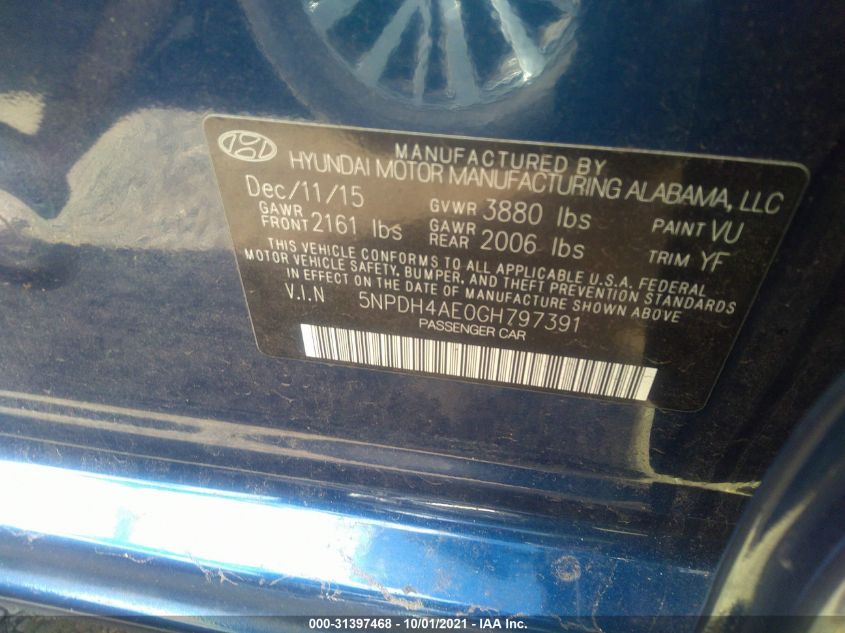 MANUFACTURED BY
HYUNDAI MOTOR MANUFACTURING ALABAMA, LLC
Dec/11/15 GVWR 3880 lbs PAINT VU
GAWR FRONT 2161 lbs GAWR REAR 2006 lbs TRIM YF
THIS VEHICLE CONFORMS TO ALL APPLICABLE U.S.A. FEDERAL
MOTOR VEHICLE SAFETY, BUMPER, AND THEFT PREVENTION STANDARDS
IN EFFECT ON THE DATE OF MANUFACTURE SHOWN ABOVE
V.I.N 5NPDH4AE0GH797391
PASSENGER CAR
000-31397468 - 10/01/2021 - IAA Inc.